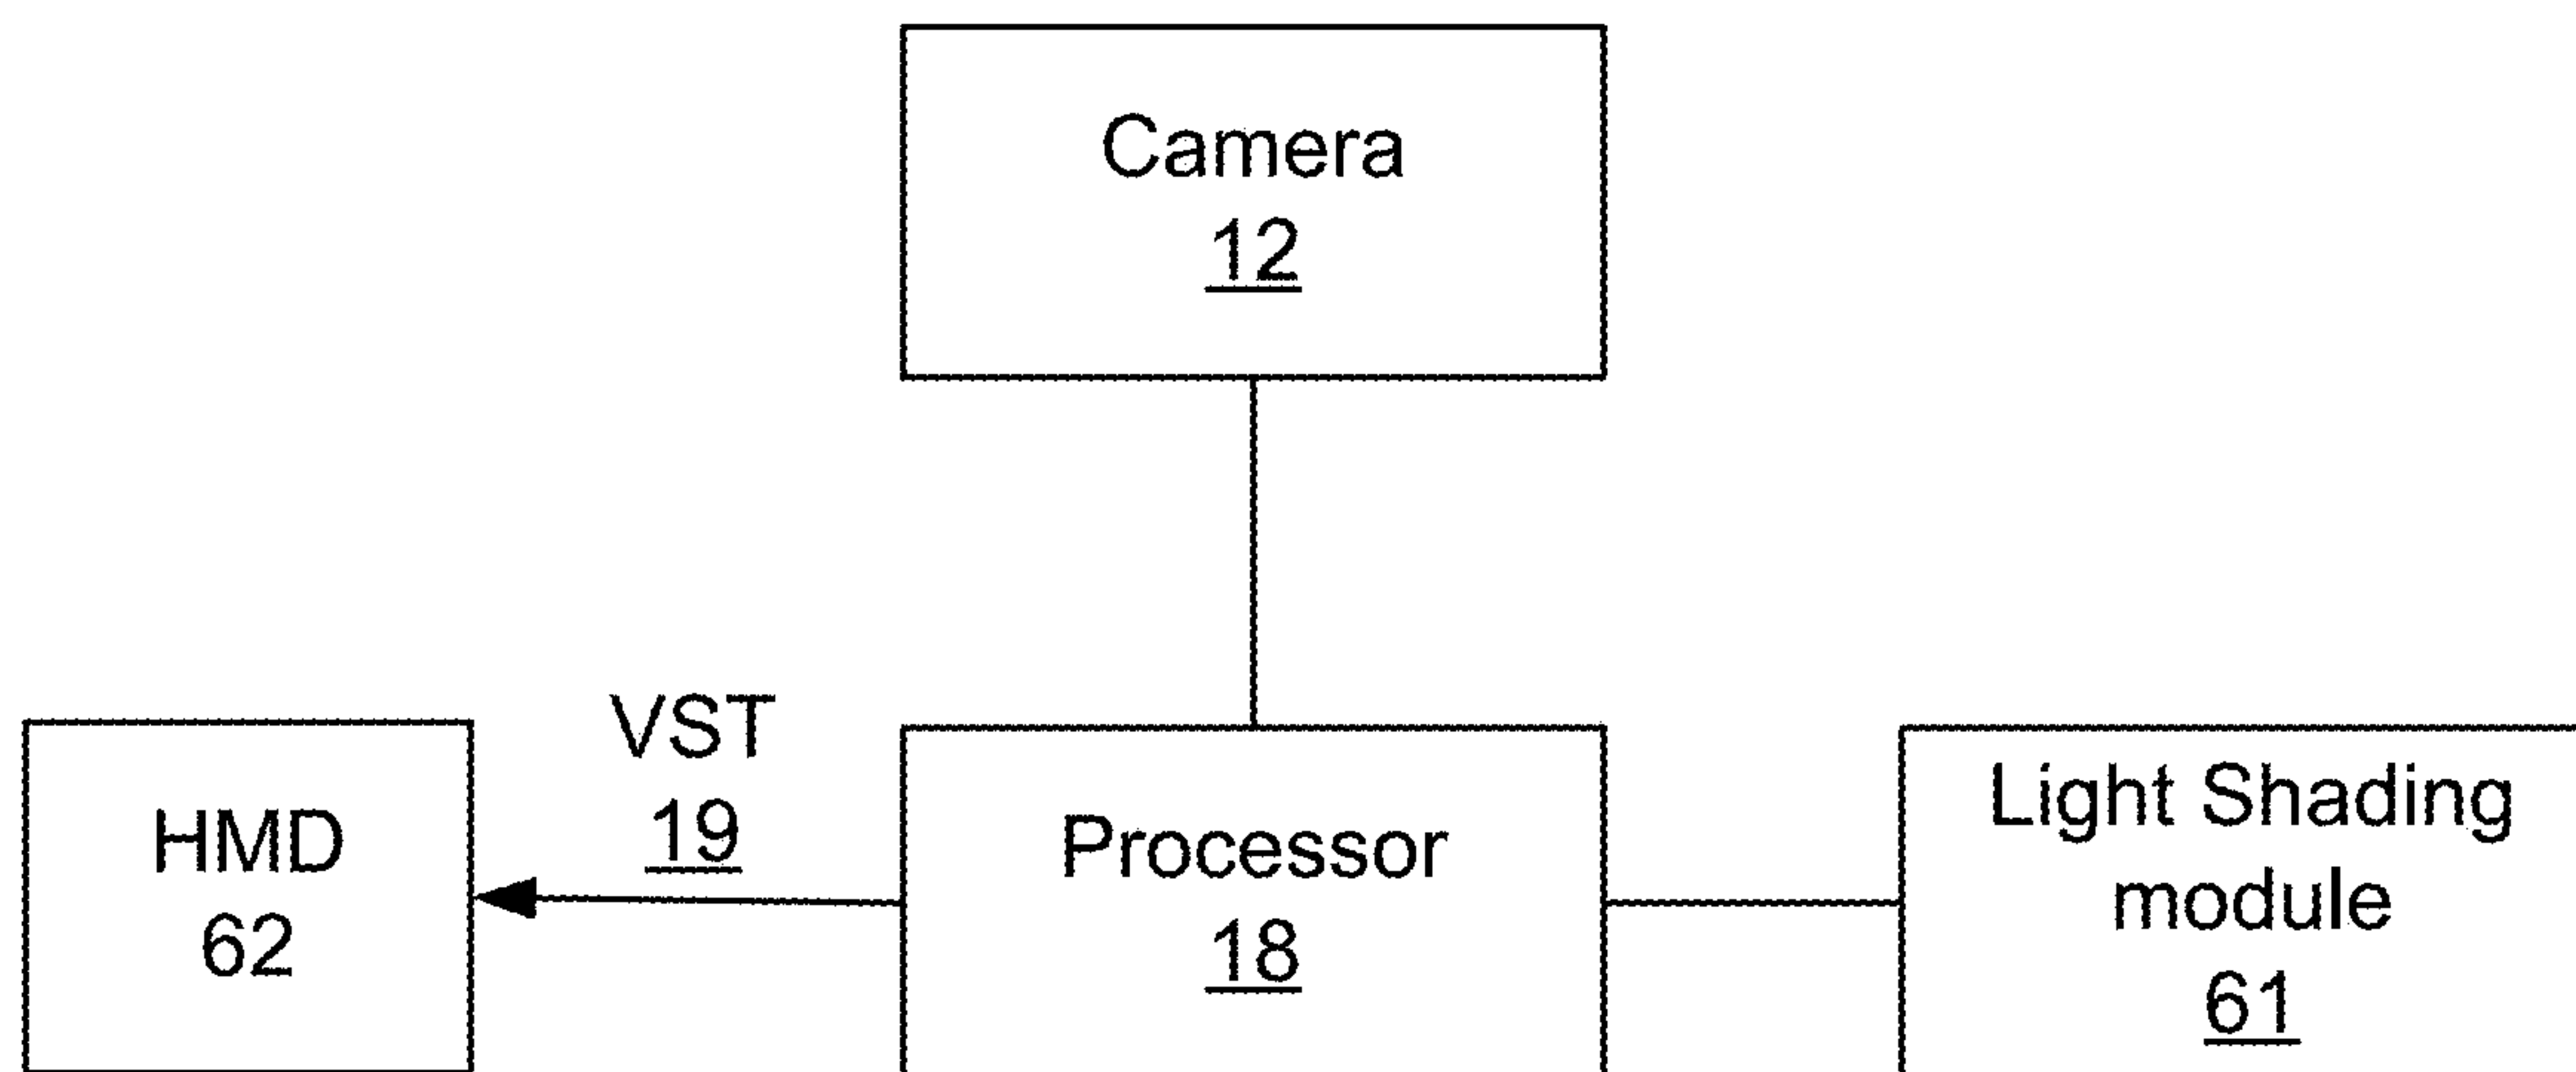 Camera
12
VST
19
HMD
62
Processor
18
Light Shading
module
61